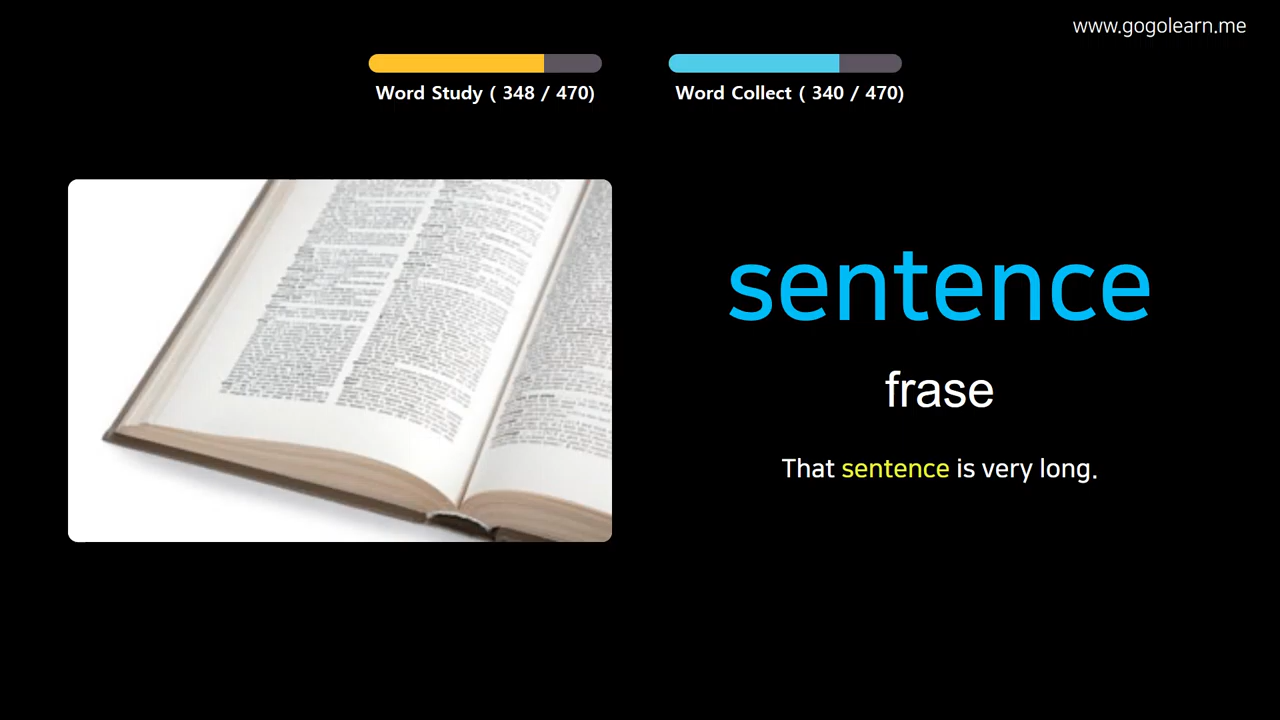 www.gogolearn.me
Word Study ( 348 / 470)
Word Collect ( 340 / 470)
sentence
frase
That sentence is very long.